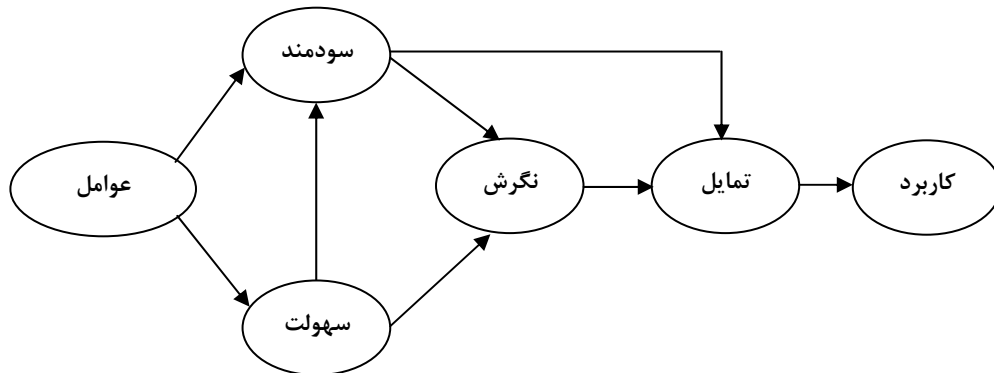 سودمند
عوامل
نگرش
تمایل
کاربرد
سهولت